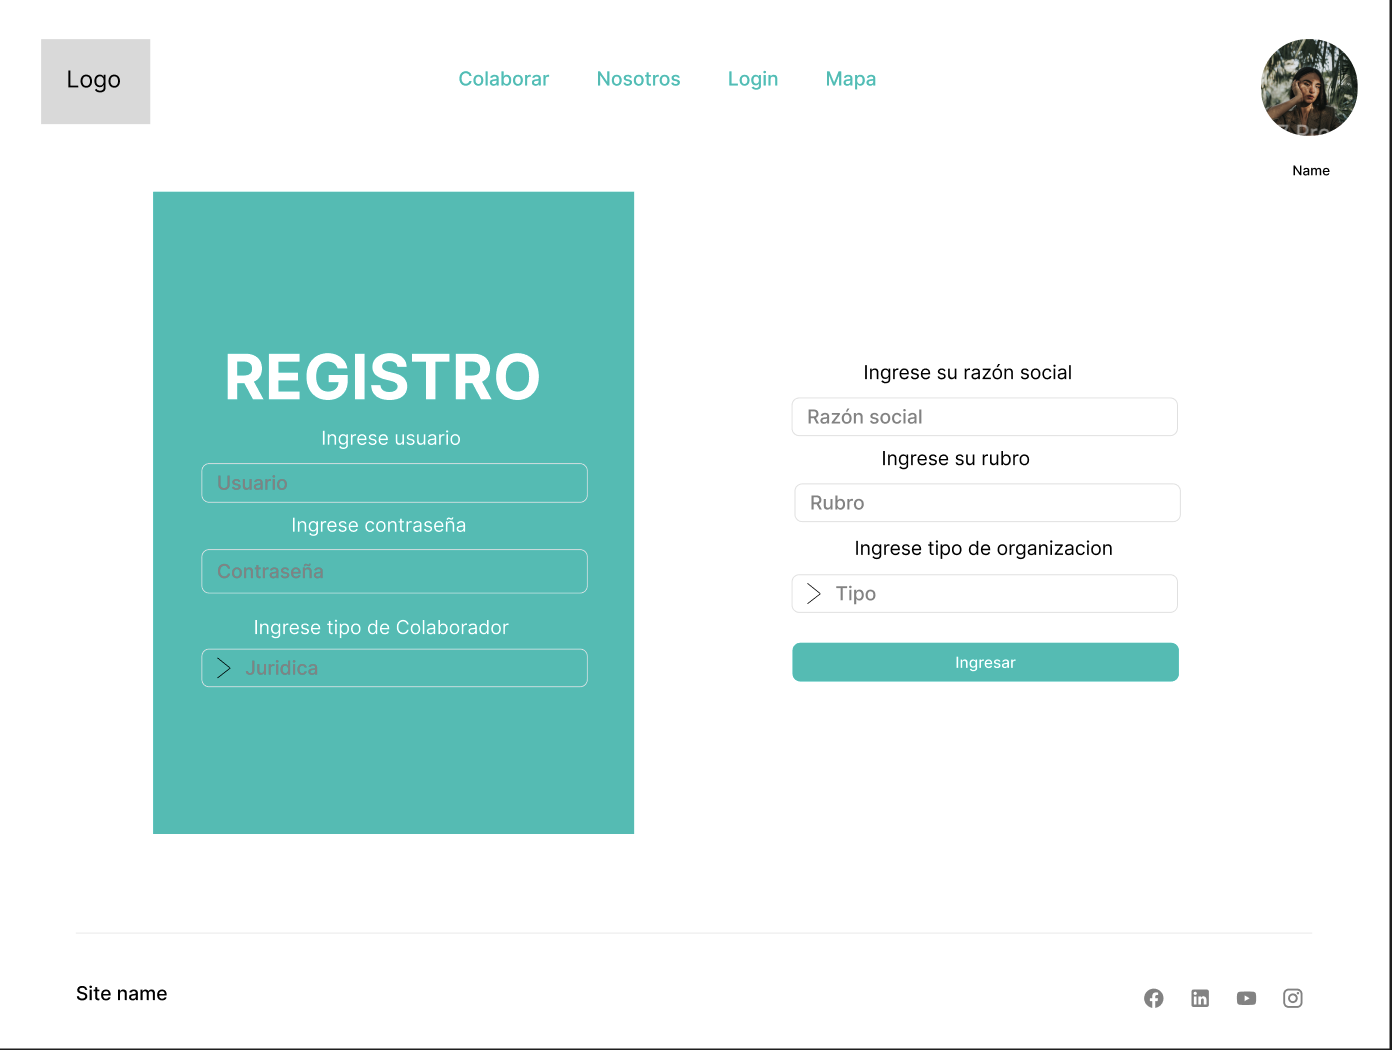 Logo
Colaborar
Nosotros
Login
Mapa
Name
REGISTRO
Ingrese usuario
Usuario
Ingrese contraseña
Contraseña
Ingrese tipo de Colaborador
Juridica
Ingrese su razón social
Razón social
Ingrese su rubro
Rubro
Ingrese tipo de organizacion
Tipo
Ingresar
Site name